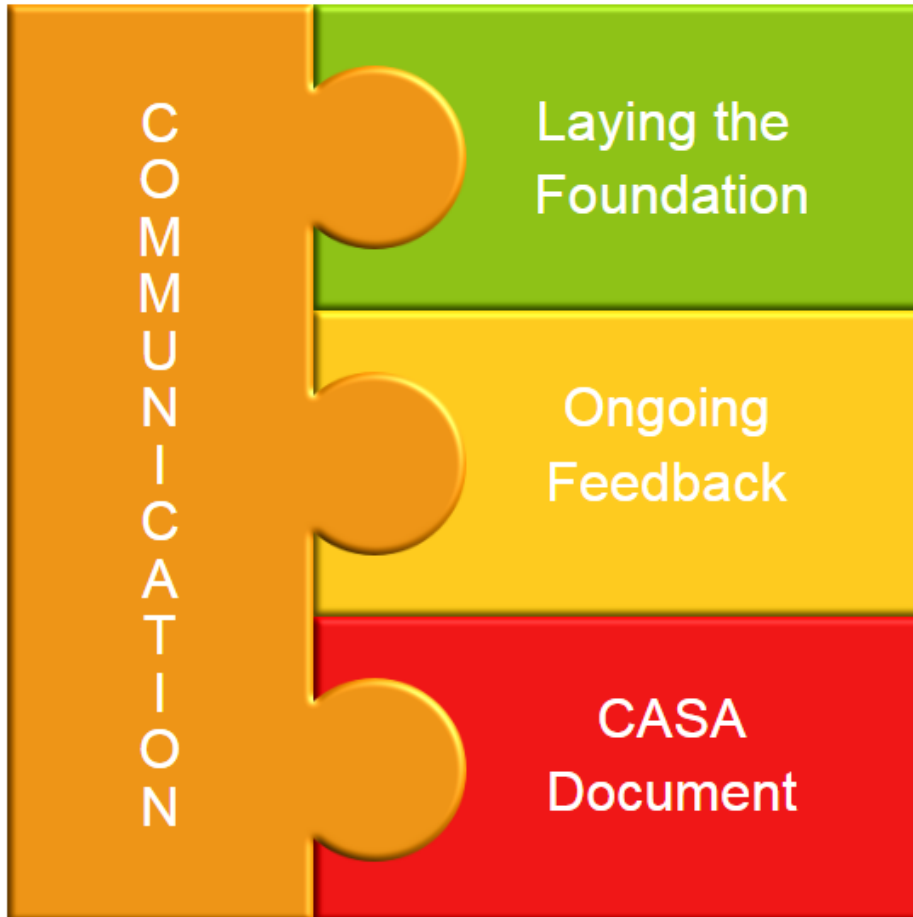 COMMUNICATION
Laying the
Foundation
Ongoing
Feedback
CASA
Document